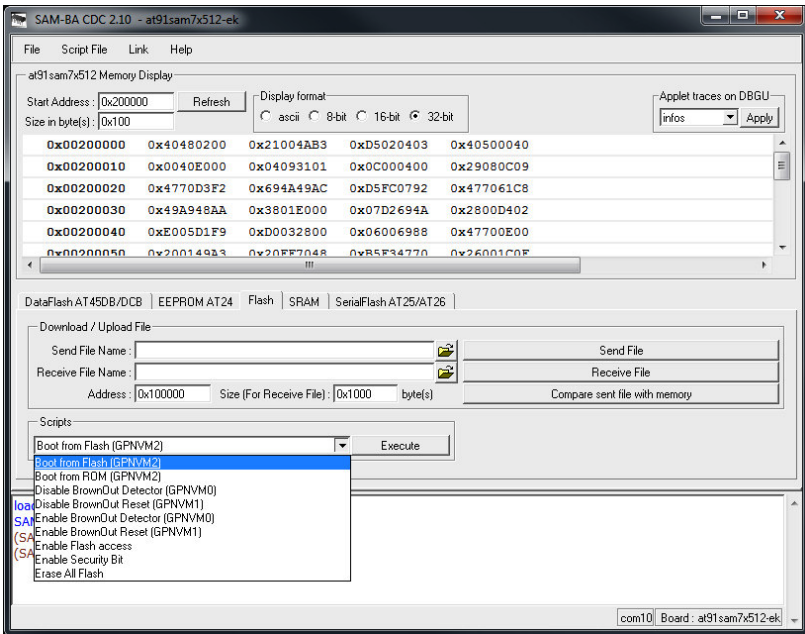 SAM-BA CDC 2.10 - at91sam7x512-ek
File Script File Link Help
at91sam7x512 Memory Display
Start Address : 0x200000 Refresh
Size in byte(s) : 0x100
Display format
ascii 8-bit 16-bit 32-bit
Applet traces on DBGU
infos Apply
0x00200000 0x40480200 0x21004AB3 0xD5020403 0x40500040
0x00200010 0x0040E000 0x04093101 0x0C000400 0x29080C09
0x00200020 0x4770D3F2 0x694A49AC 0xD5FC0792 0x477061C8
0x00200030 0x49A948AA 0x3801E000 0x07D2694A 0x2800D402
0x00200040 0xE005D1F9 0xD0032800 0x06006988 0x47700E00
0x00200050 0x200149A3 0x20FF7048 0xB5F34770 0x26001C0F
DataFlash AT45DB/DCB EEPROM AT24 Flash SRAM SerialFlash AT25/AT26
Download / Upload File
Send File Name : Send File
Receive File Name : Receive File
Address : 0x100000 Size (For Receive File) : 0x1000 byte(s) Compare sent file with memory
Scripts
Boot from Flash (GPNVM2) Execute
Boot from Flash (GPNVM2)
Boot from ROM (GPNVM2)
Disable BrownOut Detector (GPNVM0)
Disable BrownOut Reset (GPNVM1)
Enable BrownOut Detector (GPNVM0)
Enable BrownOut Reset (GPNVM1)
Enable Flash access
Enable Security Bit
Erase All Flash
com10 Board : at91sam7x512-ek